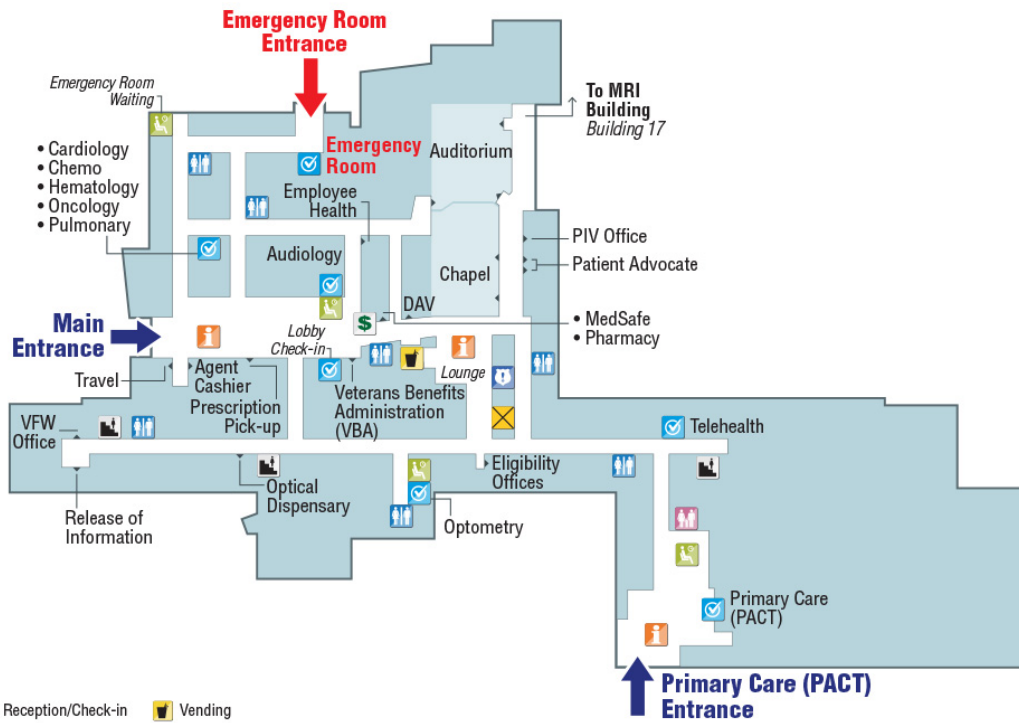 Emergency Room
Entrance
Emergency Room
Waiting
To MRI
Building
Building 17
• Cardiology
• Chemo
• Hematology
• Oncology
• Pulmonary
Emergency
Room
Auditorium
Employee
Health
PIV Office
Patient Advocate
Audiology
Chapel
DAV
$
• MedSafe
• Pharmacy
Main
Entrance
i
Lobby
Check-in
i
Lounge
Travel
Agent
Cashier
Prescription
Pick-up
Veterans Benefits
Administration
(VBA)
VFW
Office
Telehealth
Eligibility
Offices
Optical
Dispensary
Release of
Information
Optometry
Primary Care
(PACT)
i
Primary Care (PACT)
Entrance
Reception/Check-in
Vending